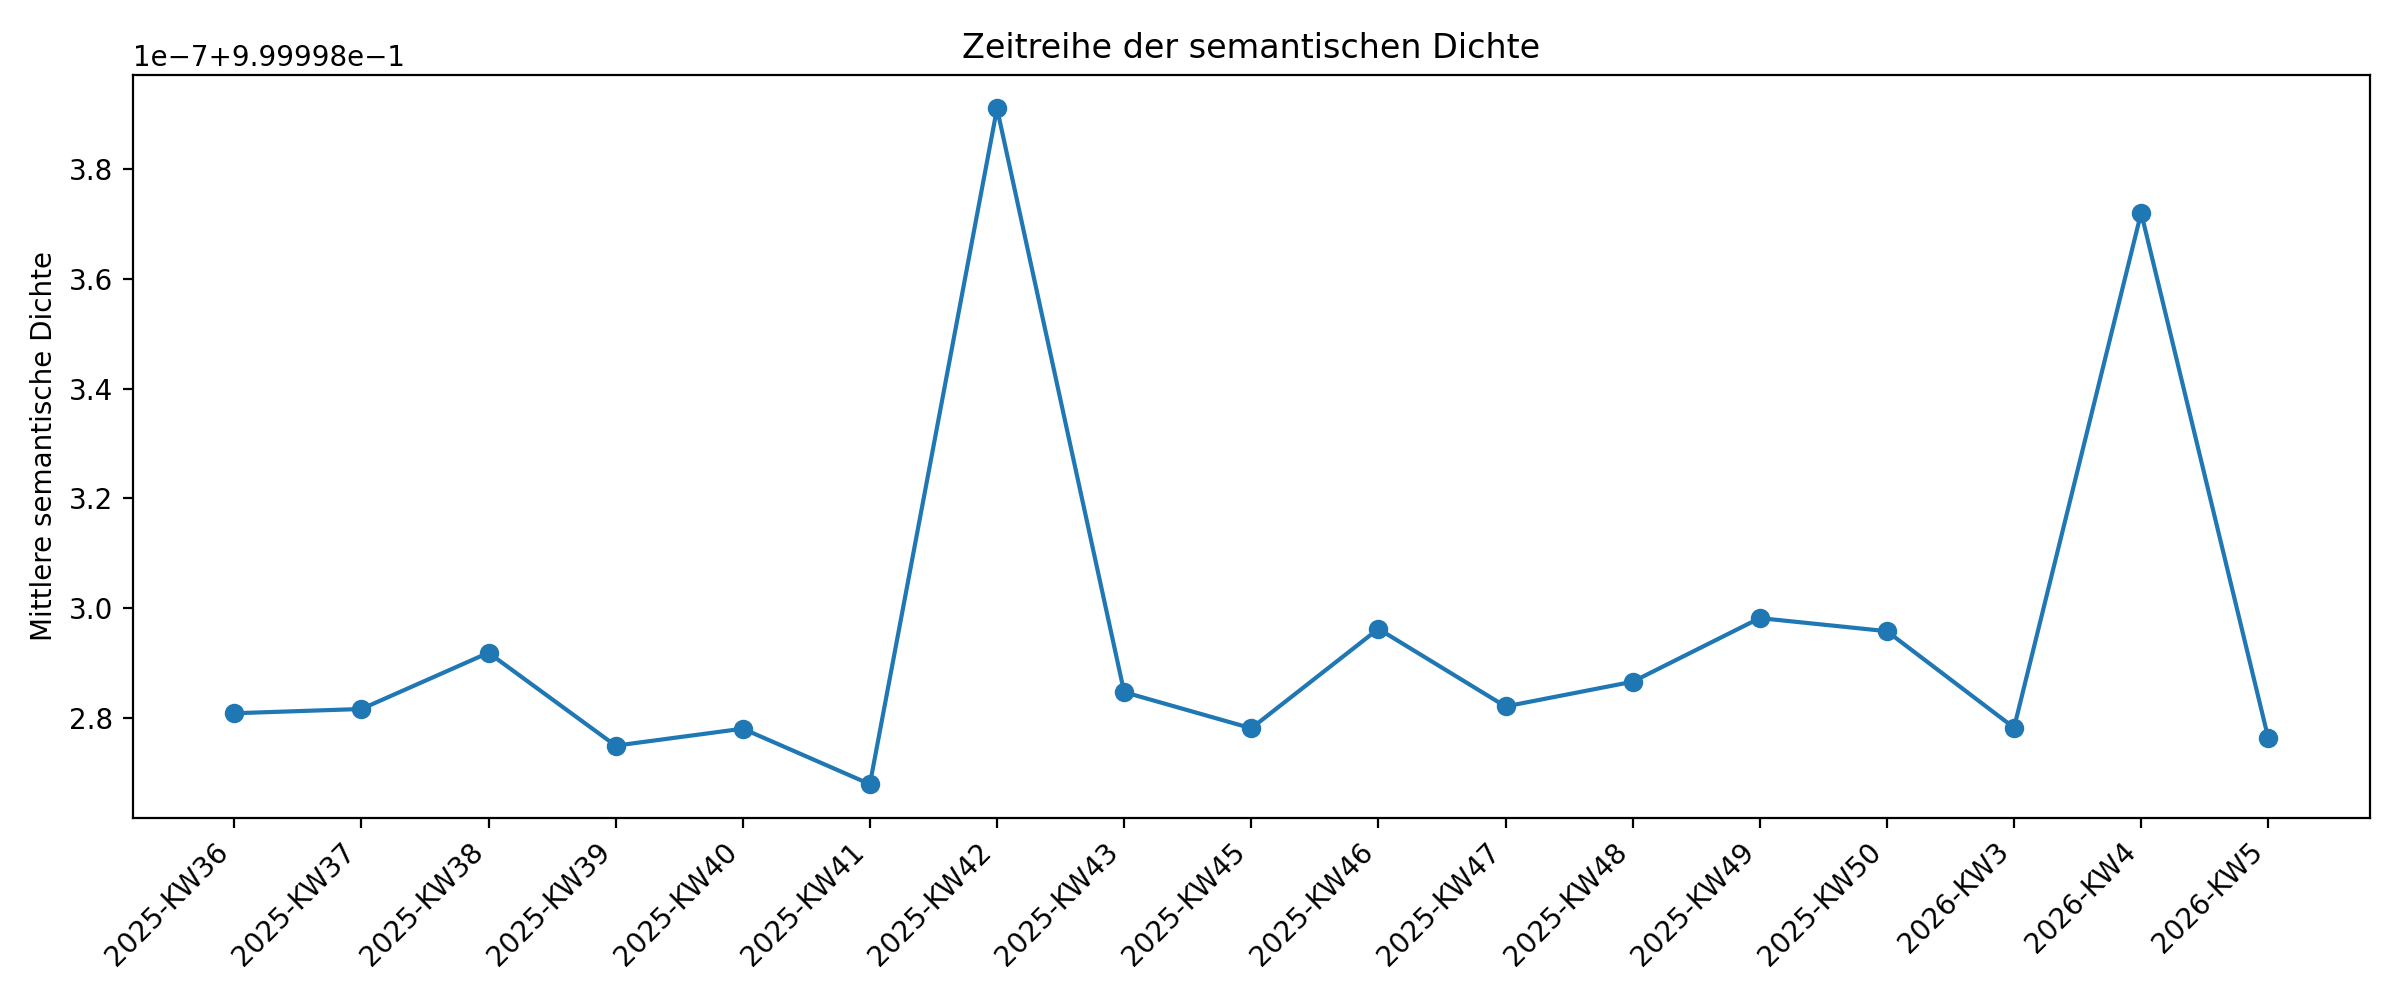 Zeitreihe der semantischen Dichte
1e−7+9.99998e−1
Mittlere semantische Dichte
3.8
3.6
3.4
3.2
3.0
2.8
2025-KW36
2025-KW37
2025-KW38
2025-KW39
2025-KW40
2025-KW41
2025-KW42
2025-KW43
2025-KW45
2025-KW46
2025-KW47
2025-KW48
2025-KW49
2025-KW50
2026-KW3
2026-KW4
2026-KW5